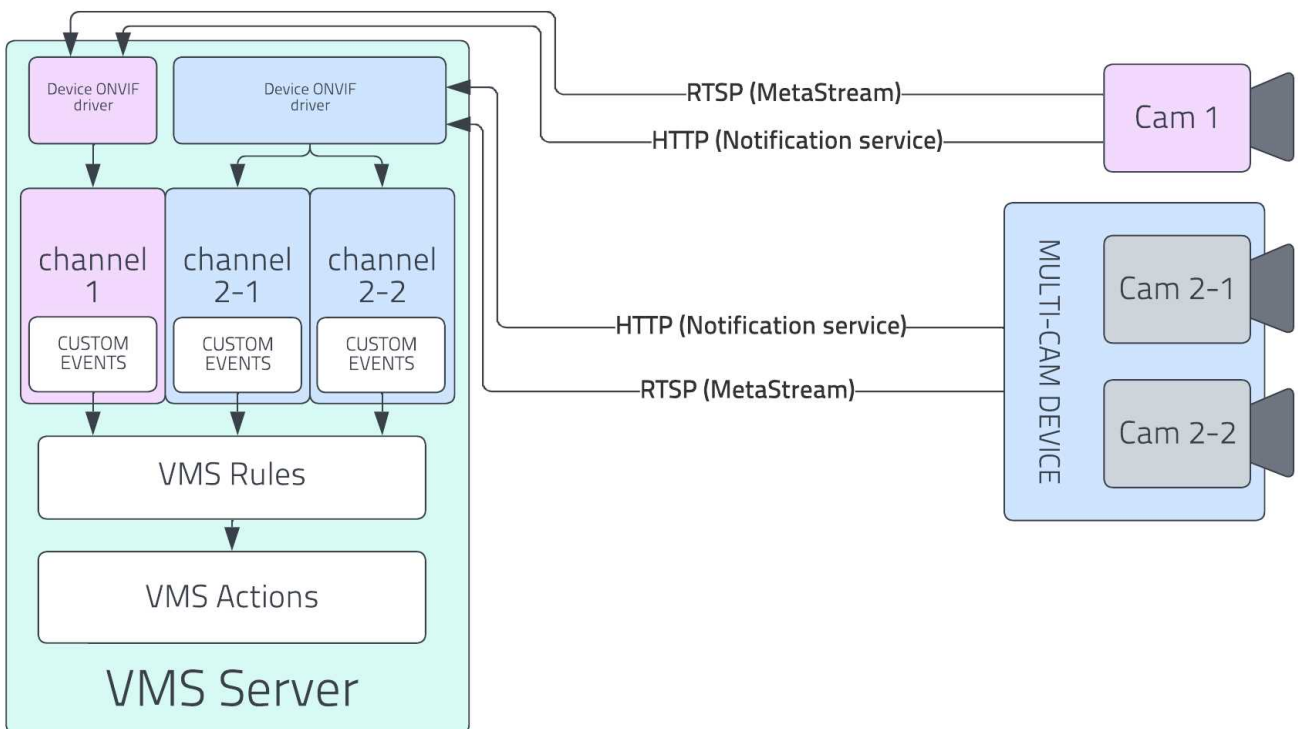 Device ONVIF
driver
Device ONVIF
driver
RTSP (MetaStream)
HTTP (Notification service)
Cam 1
channel
1
channel
2-1
channel
2-2
CUSTOM
EVENTS
CUSTOM
EVENTS
CUSTOM
EVENTS
HTTP (Notification service)
RTSP (MetaStream)
MULTI-CAM DEVICE
Cam 2-1
Cam 2-2
VMS Rules
VMS Actions
VMS Server